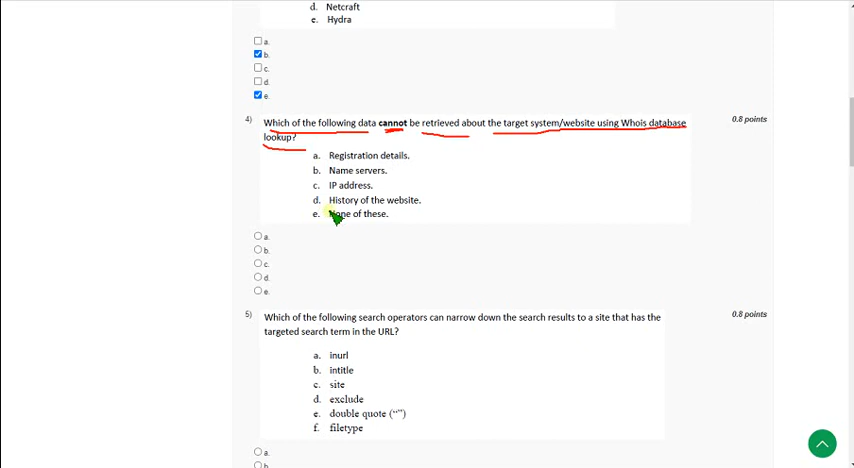 d. Netcraft
e. Hydra
a.
b.
c.
d.
e.
4) Which of the following data cannot be retrieved about the target system/website using Whois database 0.8 points
lookup?
a. Registration details.
b. Name servers.
c. IP address.
d. History of the website.
e. None of these.
a.
b.
c.
d.
e.
5) Which of the following search operators can narrow down the search results to a site that has the 0.8 points
targeted search term in the URL?
a. inurl
b. intitle
c. site
d. exclude
e. double quote (“”)
f. filetype
a.
b.